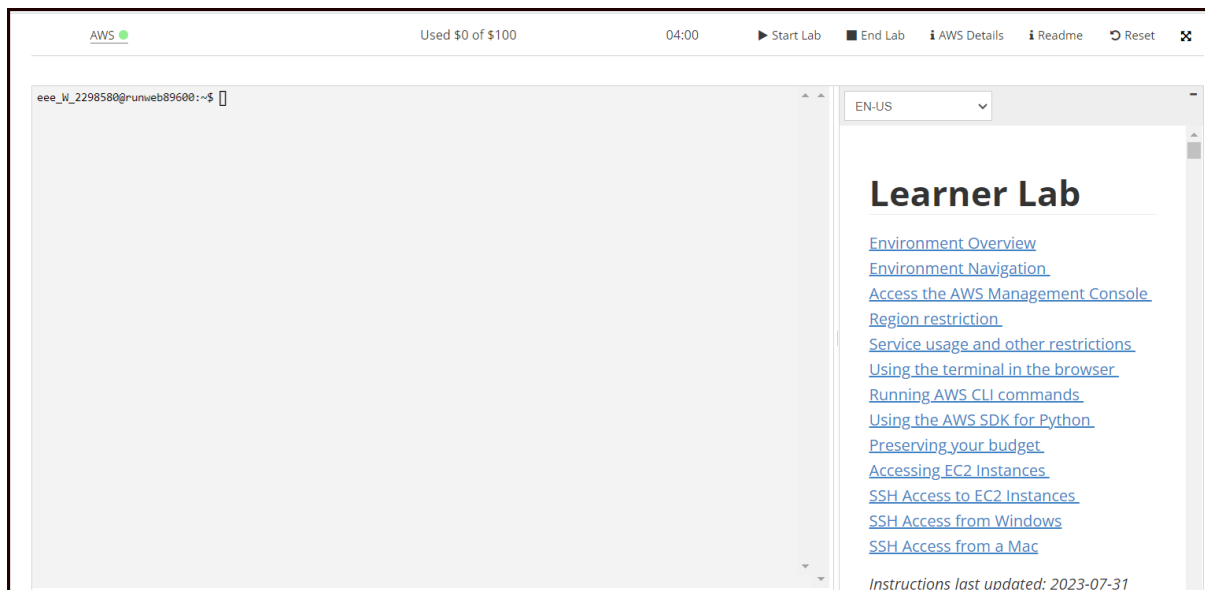 AWS Used $0 of $100 04:00 Start Lab End Lab AWS Details Readme Reset
eee_W_2298580@runweb89600:~$
EN-US
Learner Lab
Environment Overview
Environment Navigation
Access the AWS Management Console
Region restriction
Service usage and other restrictions
Using the terminal in the browser
Running AWS CLI commands
Using the AWS SDK for Python
Preserving your budget
Accessing EC2 Instances
SSH Access to EC2 Instances
SSH Access from Windows
SSH Access from a Mac
Instructions last updated: 2023-07-31